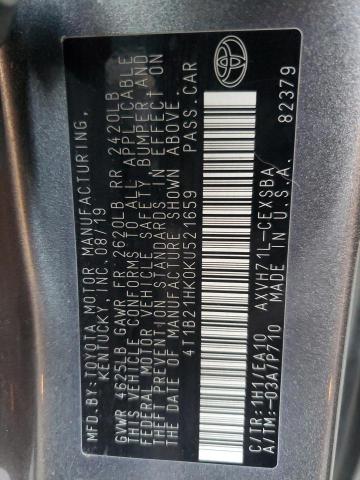 MFD.BY: TOYOTA MOTOR MANUFACTURING,
KENTUCKY, INC. 08/19
GVWR 4625LB GAWR FR 2620LB RR 2420LB
THIS VEHICLE CONFORMS TO ALL APPLICABLE
FEDERAL MOTOR VEHICLE SAFETY, BUMPER AND
THEFT PREVENTION STANDARDS IN EFFECT ON
THE DATE OF MANUFACTURE SHOWN ABOVE.
4T1B21HK0KU521659 PASS.CAR
C/TR: 1H1/EA10 AXVH71L-CEXSBA
A/TM:-03A/P710 MADE IN U.S.A.
82379